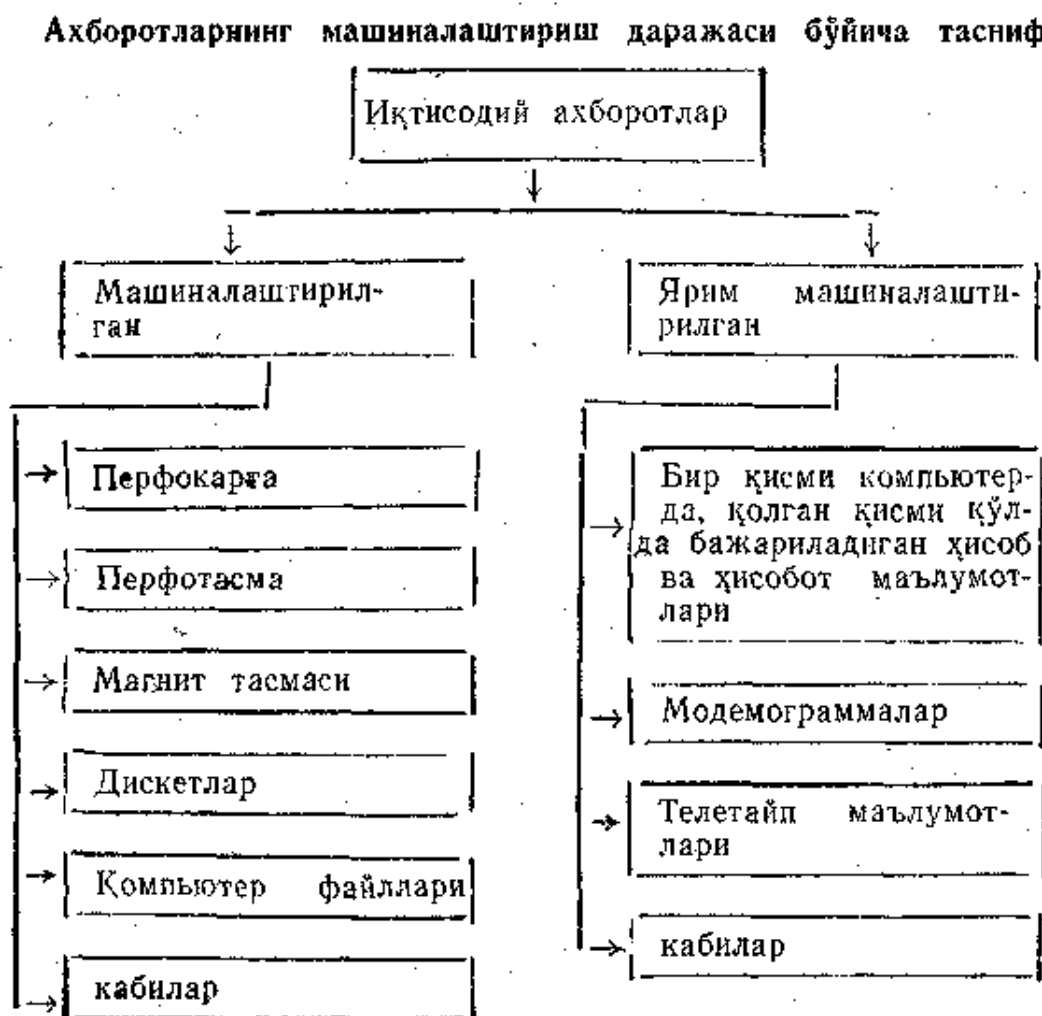 Ахборотларнинг машиналаштириш даражаси бўйича тасниф
Иқтисодий ахборотлар
Машиналаштирил-
ган
Перфокарта
Перфотасма
Магнит тасмаси
Дискетлар
Компьютер файллари
кабилар
Ярим машиналашти-
рилган
Бир қисми компьютер-
да, қолган қисми қўл-
да бажариладиган ҳисоб
ва ҳисобот маълумот-
лари
Модемограммалар
Телетайп маълумот-
лари
кабилар